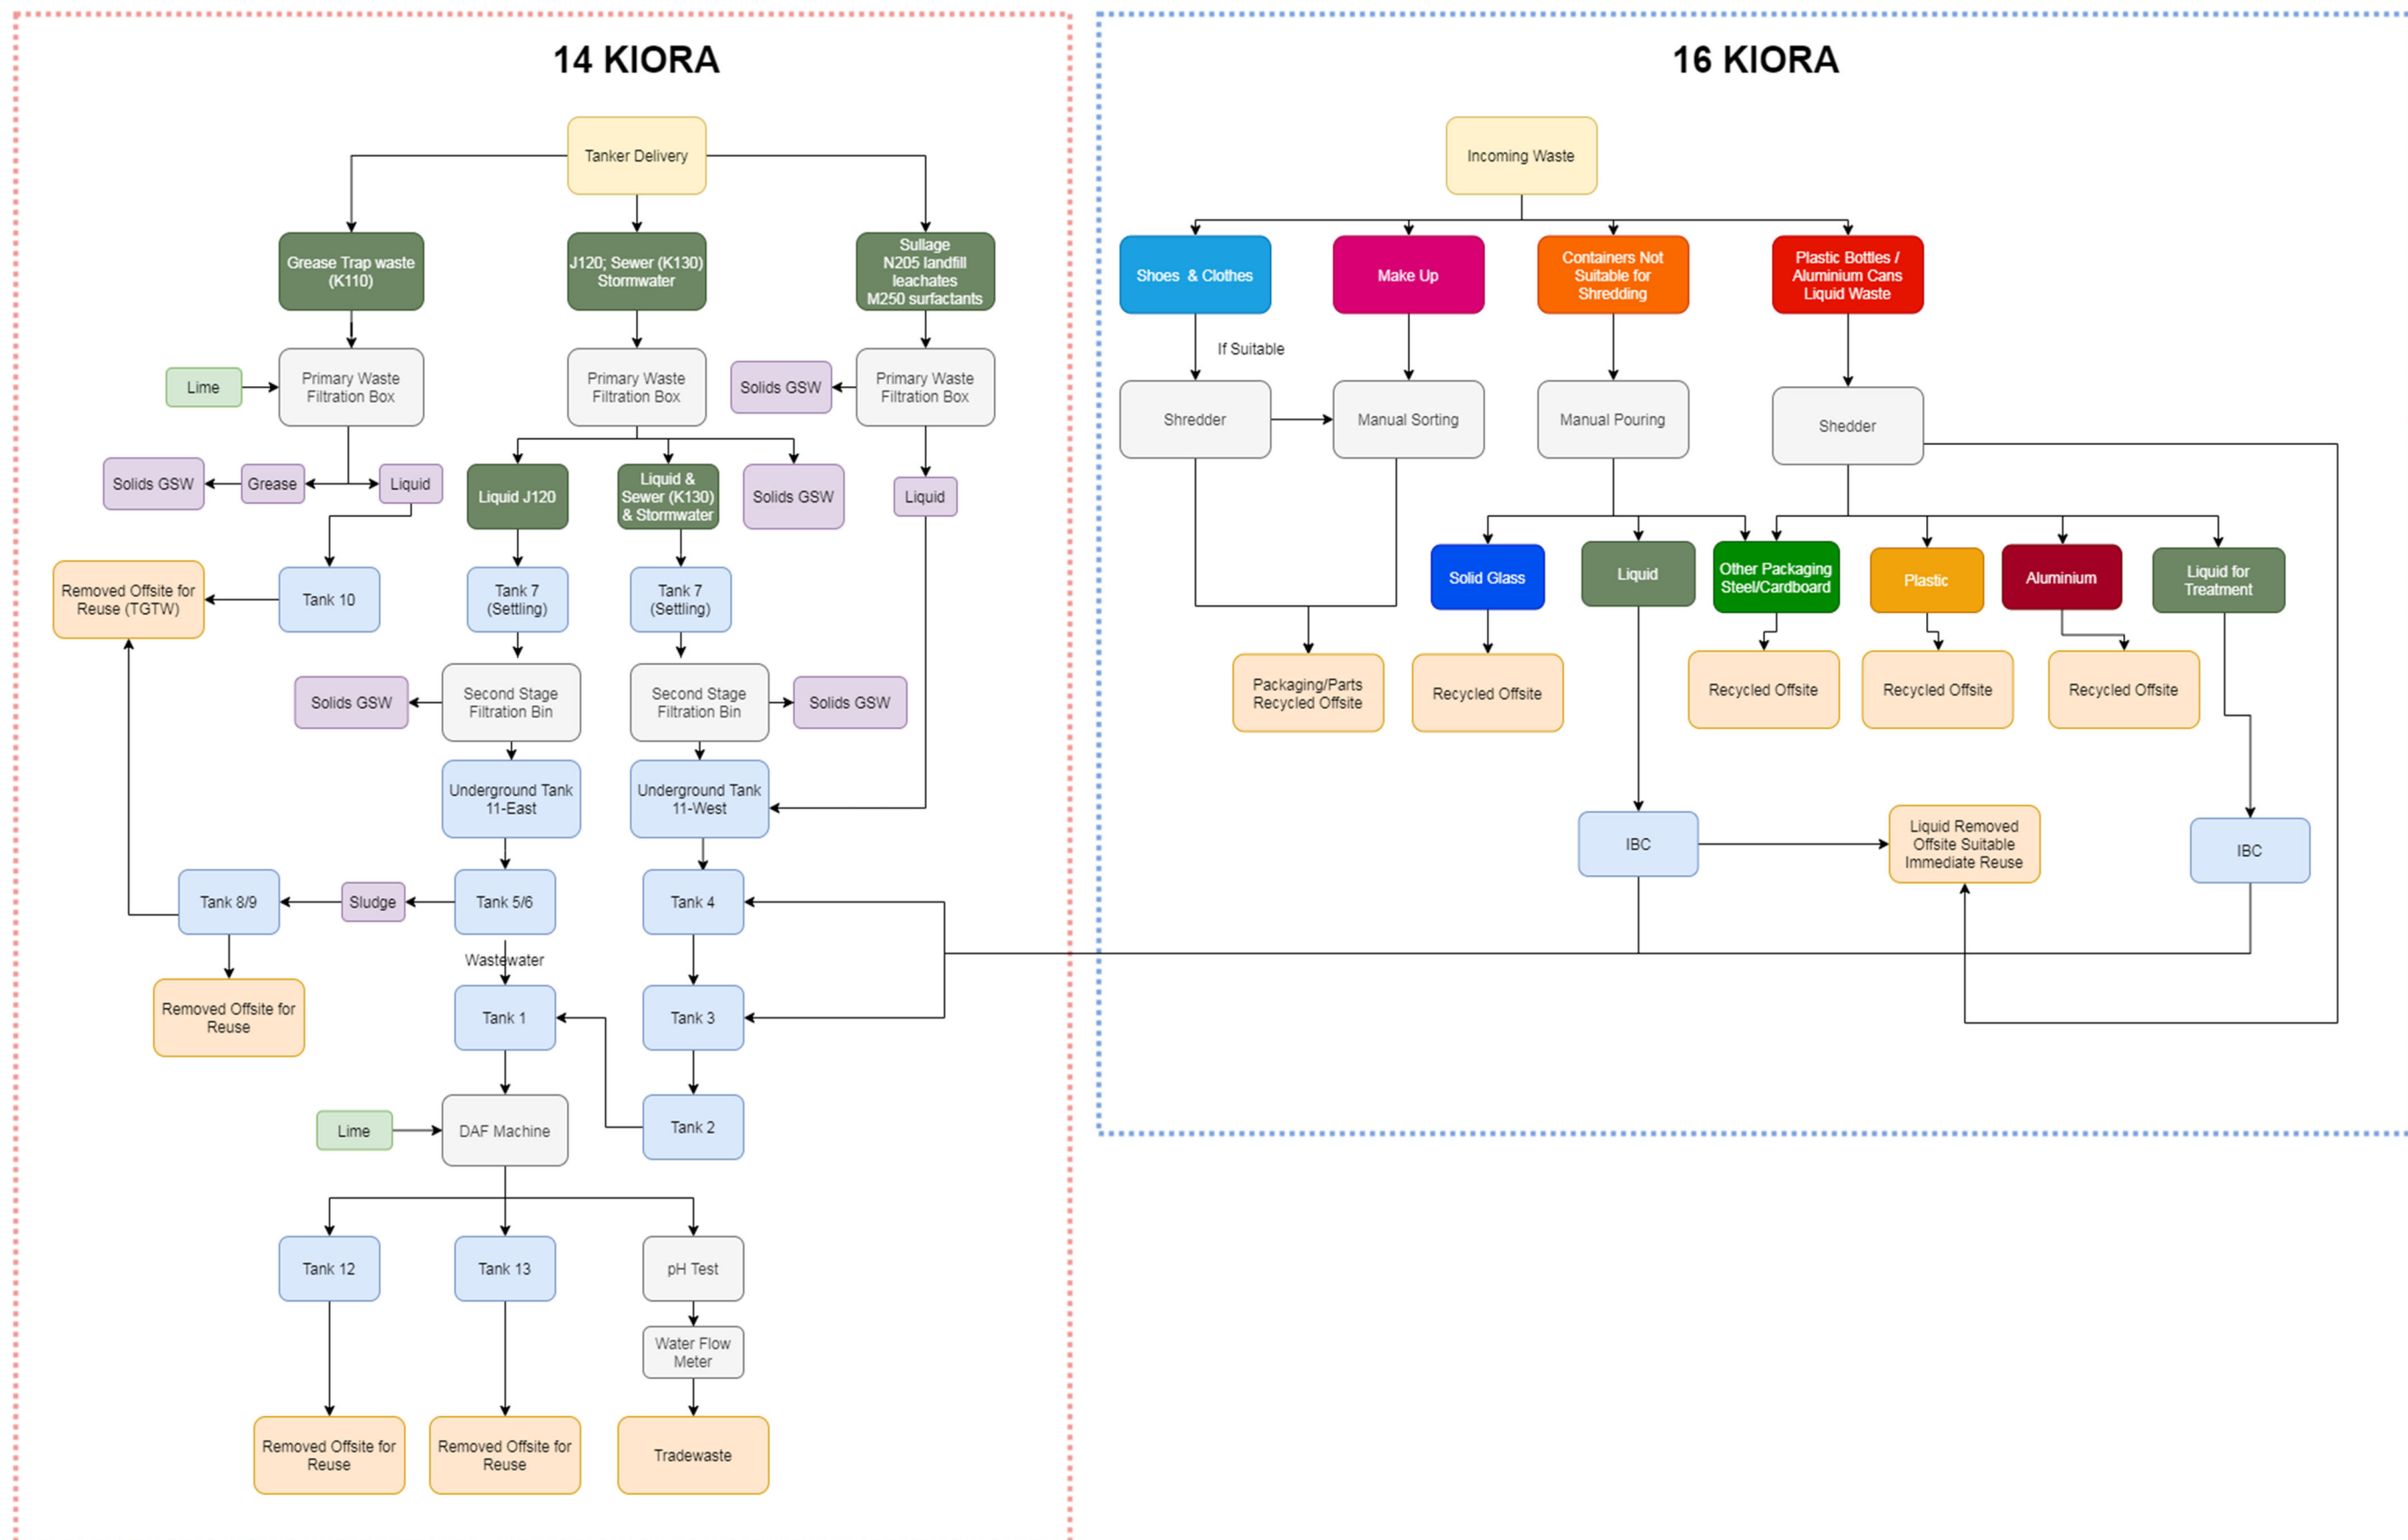 14 KIORA
Tanker Delivery
Grease Trap waste
(K110)
J120; Sewer (K130)
Stormwater
Sullage
N205 landfill
leachates
M250 surfactants
Lime
Primary Waste
Filtration Box
Primary Waste
Filtration Box
Solids GSW
Primary Waste
Filtration Box
Solids GSW
Grease
Liquid
Liquid J120
Liquid &
Sewer (K130)
& Stormwater
Solids GSW
Liquid
Removed Offsite for
Reuse (TGTW)
Tank 10
Tank 7
(Settling)
Tank 7
(Settling)
Solids GSW
Second Stage
Filtration Bin
Second Stage
Filtration Bin
Solids GSW
Underground Tank
11-East
Underground Tank
11-West
Tank 8/9
Sludge
Tank 5/6
Tank 4
Wastewater
Removed Offsite for
Reuse
Tank 1
Tank 3
Lime
DAF Machine
Tank 2
Tank 12
Tank 13
pH Test
Water Flow
Meter
Removed Offsite for
Reuse
Removed Offsite for
Reuse
Tradewaste
16 KIORA
Incoming Waste
Shoes & Clothes
Make Up
Containers Not
Suitable for
Shredding
Plastic Bottles /
Aluminium Cans
Liquid Waste
If Suitable
Shredder
Manual Sorting
Manual Pouring
Shedder
Solid Glass
Liquid
Other Packaging
Steel/Cardboard
Plastic
Aluminium
Liquid for
Treatment
Packaging/Parts
Recycled Offsite
Recycled Offsite
Recycled Offsite
Recycled Offsite
Recycled Offsite
IBC
Liquid Removed
Offsite Suitable
Immediate Reuse
IBC